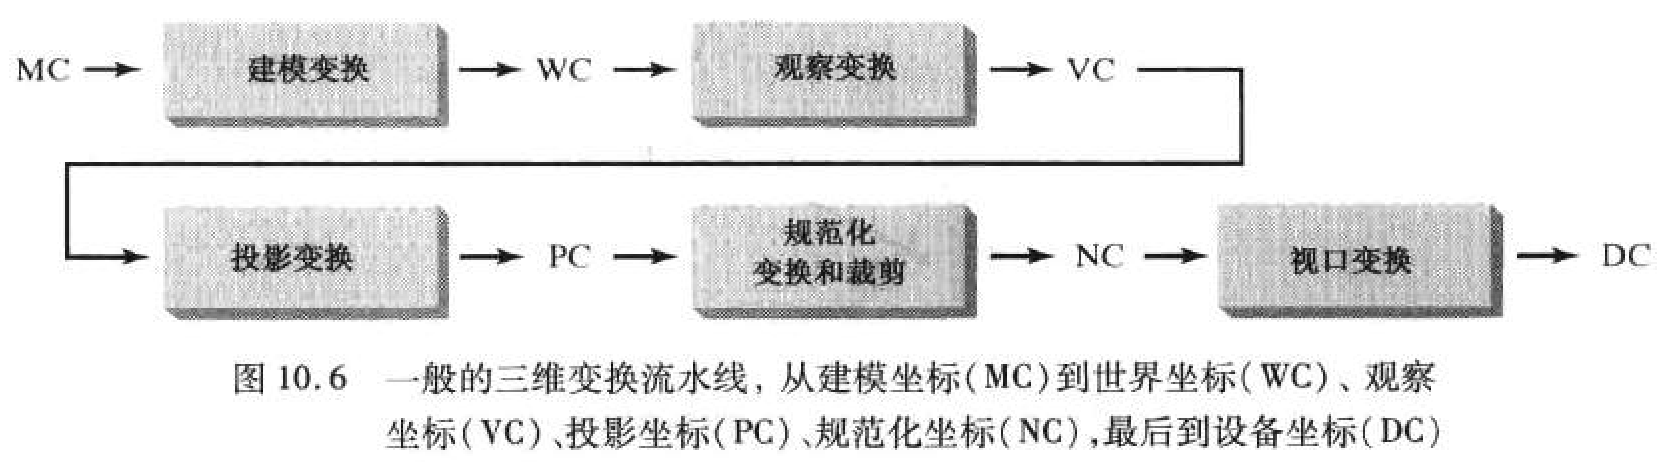 MC 建模变换 WC 观察变换 VC
投影变换 PC 规范化 NC 视口变换 DC
变换和裁剪
图 10.6 一般的三维变换流水线, 从建模坐标(MC)到世界坐标(WC)、观察
坐标(VC)、投影坐标(PC)、规范化坐标(NC),最后到设备坐标(DC)